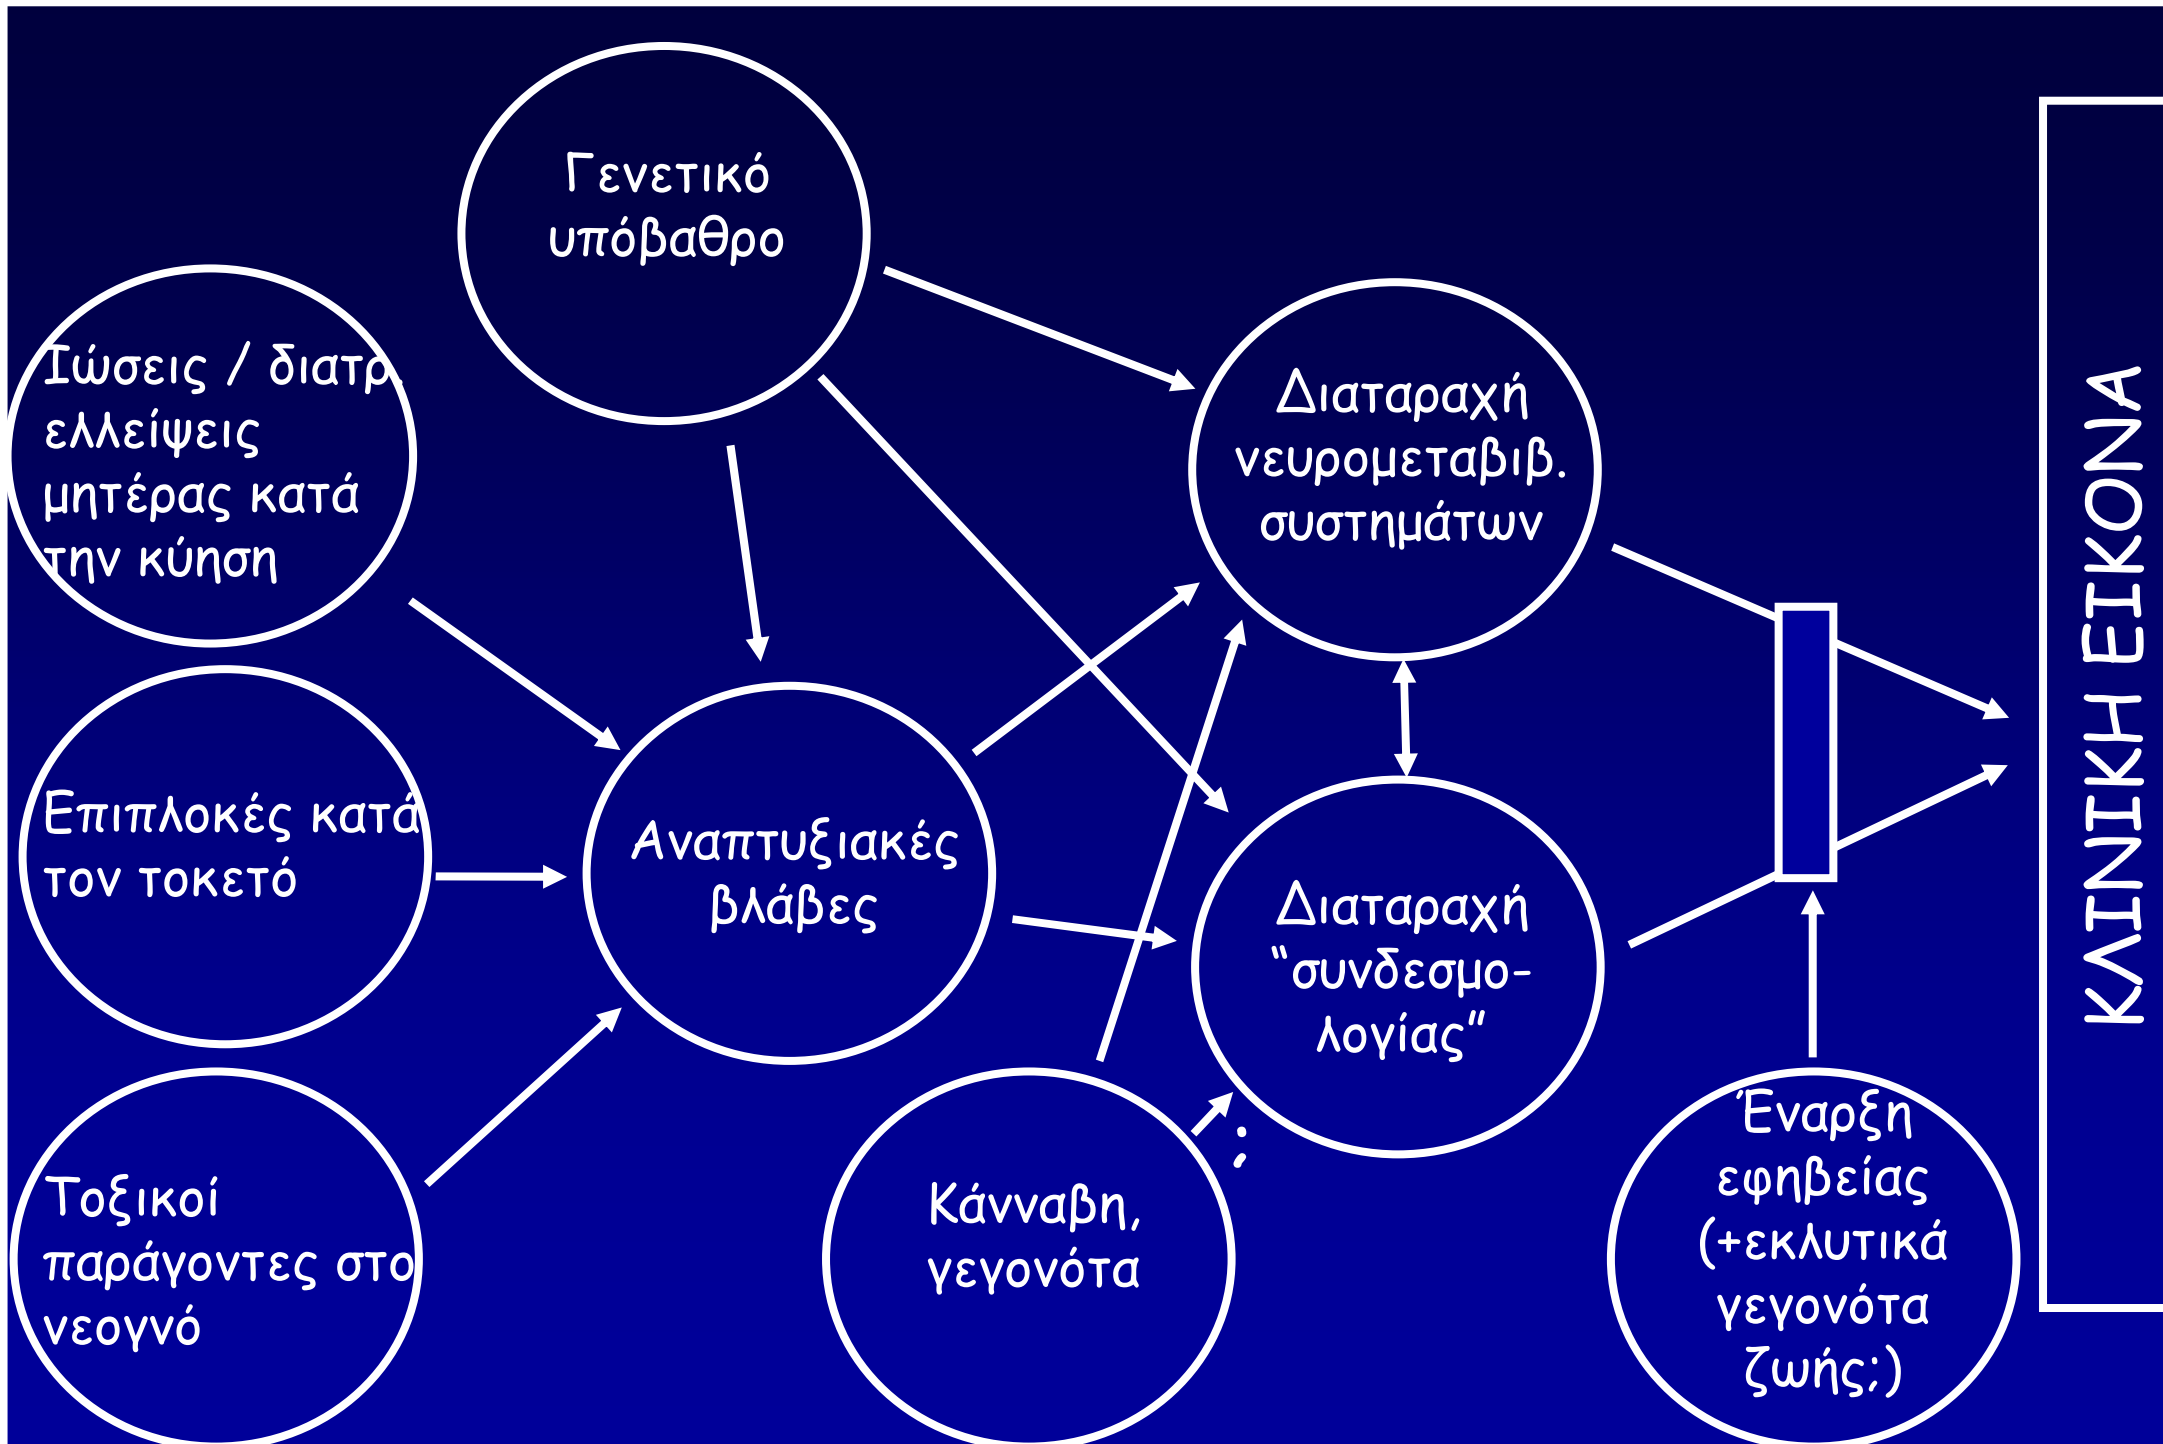 Γενετικό
υπόβαθρο
Ιώσεις / διατρ.
ελλείψεις
μητέρας κατά
την κύηση
Διαταραχή
νευρομεταβιβ.
συστημάτων
Επιπλοκές κατά
τον τοκετό
Αναπτυξιακές
βλάβες
Διαταραχή
"συνδεσμο-
λογίας"
Τοξικοί
παράγοντες στο
νεογνό
Κάνναβη,
γεγονότα
;
Έναρξη
εφηβείας
(+εκλυτικά
γεγονότα
ζωής;)
ΚΛΙΝΙΚΗ ΕΙΚΟΝΑ